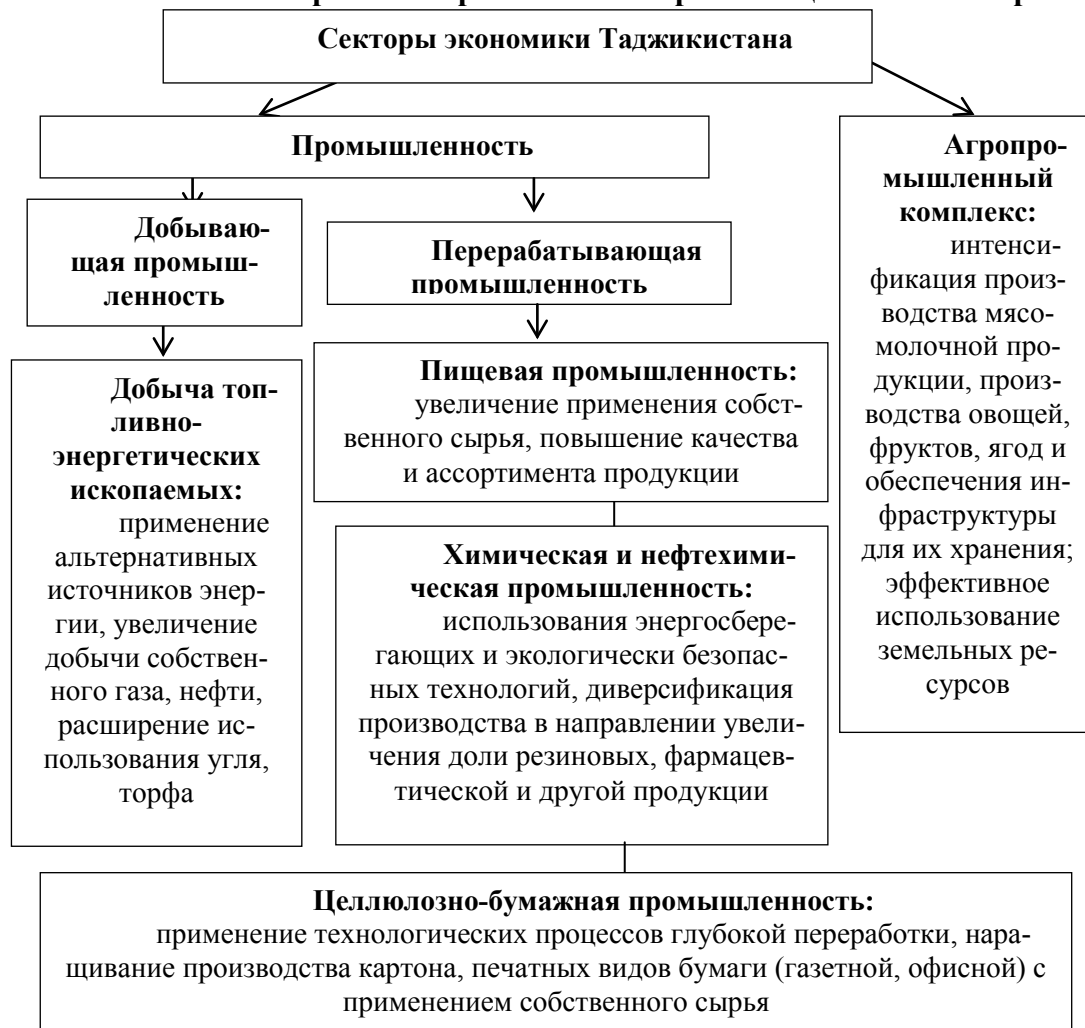 Секторы экономики Таджикистана
Промышленность
Добываю-
щая промыш-
ленность
Перерабатывающая
промышленность
Агропро-
мышленный
комплекс:
интенси-
фикация произ-
водства мясо-
молочной про-
дукции, произ-
водства овощей,
фруктов, ягод и
обеспечения ин-
фраструктуры
для их хранения;
эффективное
использование
земельных ре-
сурсов
Добыча топ-
ливно-
энергетических
ископаемых:
применение
альтернативных
источников энер-
гии, увеличение
добычи собствен-
ного газа, нефти,
расширение ис-
пользования угля,
торфа
Пищевая промышленность:
увеличение применения собст-
венного сырья, повышение качества
и ассортимента продукции
Химическая и нефтехими-
ческая промышленность:
использования энергосбере-
гающих и экологически безопас-
ных технологий, диверсификация
производства в направлении увели-
чения доли резиновых, фармацев-
тической и другой продукции
Целлюлозно-бумажная промышленность:
применение технологических процессов глубокой переработки, нара-
щивание производства картона, печатных видов бумаги (газетной, офисной) с
применением собственного сырья